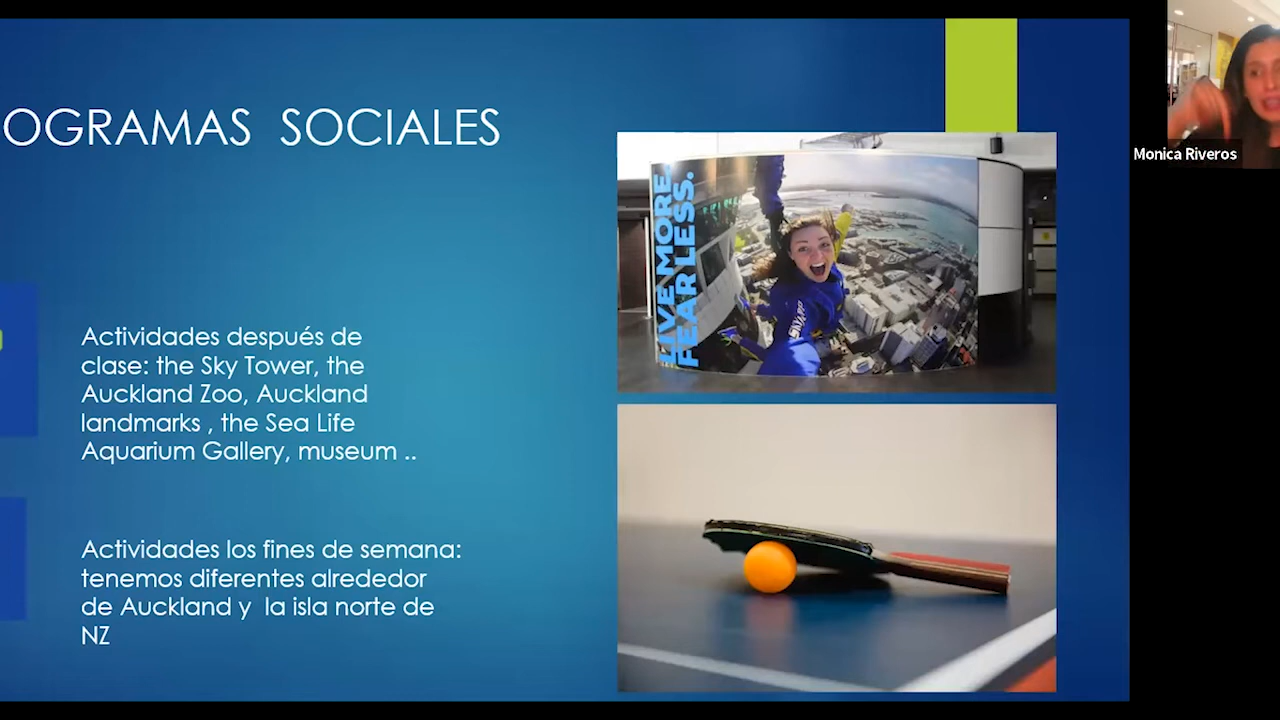 OGRAMAS SOCIALES
LIVE MORE.
FEAR LESS.
Monica Riveros
Actividades después de
clase: the Sky Tower, the
Auckland Zoo, Auckland
landmarks , the Sea Life
Aquarium Gallery, museum ..
Actividades los fines de semana:
tenemos diferentes alrededor
de Auckland y la isla norte de
NZ